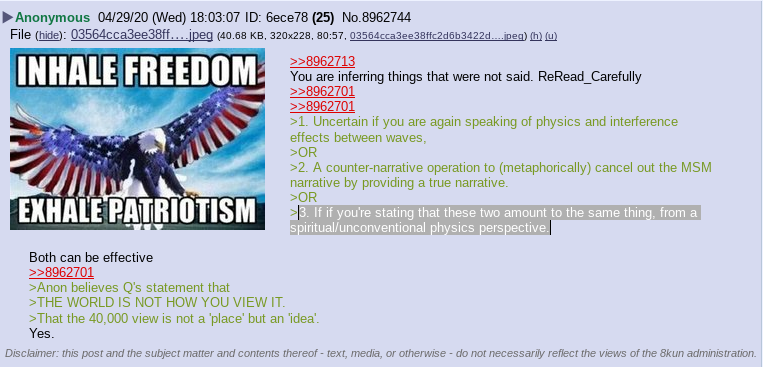 Anonymous 04/29/20 (Wed) 18:03:07 ID: 6ece78 (25) No.8962744
File (hide): 03564cca3ee38ff….jpeg (40.68 KB, 320x228, 80:57, 03564cca3ee38ffc2d6b3422d….jpeg) (h) (u)
INHALE FREEDOM
EXHALE PATRIOTISM
>>8962713
You are inferring things that were not said. ReRead_Carefully
>>8962701
>>8962701
>1. Uncertain if you are again speaking of physics and interference
effects between waves,
>OR
>2. A counter-narrative operation to (metaphorically) cancel out the MSM
narrative by providing a true narrative.
>OR
>3. If if you're stating that these two amount to the same thing, from a
spiritual/unconventional physics perspective.
Both can be effective
>>8962701
>Anon believes Q's statement that
>THE WORLD IS NOT HOW YOU VIEW IT.
>That the 40,000 view is not a 'place' but an 'idea'.
Yes.
Disclaimer: this post and the subject matter and contents thereof - text, media, or otherwise - do not necessarily reflect the views of the 8kun administration.